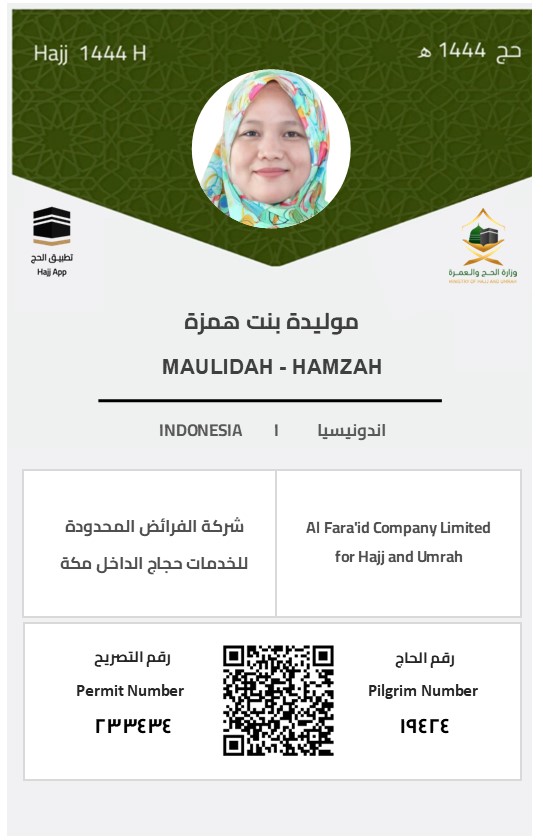 Hajj 1444 H
حج 1444 هـ
تطبيق الحج
Hajj App
وزارة الحج والعمرة
MINISTRY OF HAJJ AND UMRAH
موليدة بنت همزة
MAULIDAH - HAMZAH
INDONESIA | اندونيسيا
شركة الفرائض المحدودة
للخدمات حجاج الداخل مكة
Al Fara'id Company Limited
for Hajj and Umrah
رقم التصريح
Permit Number
٢٣٣٤٣٤
رقم الحاج
Pilgrim Number
١٩٤٢٤